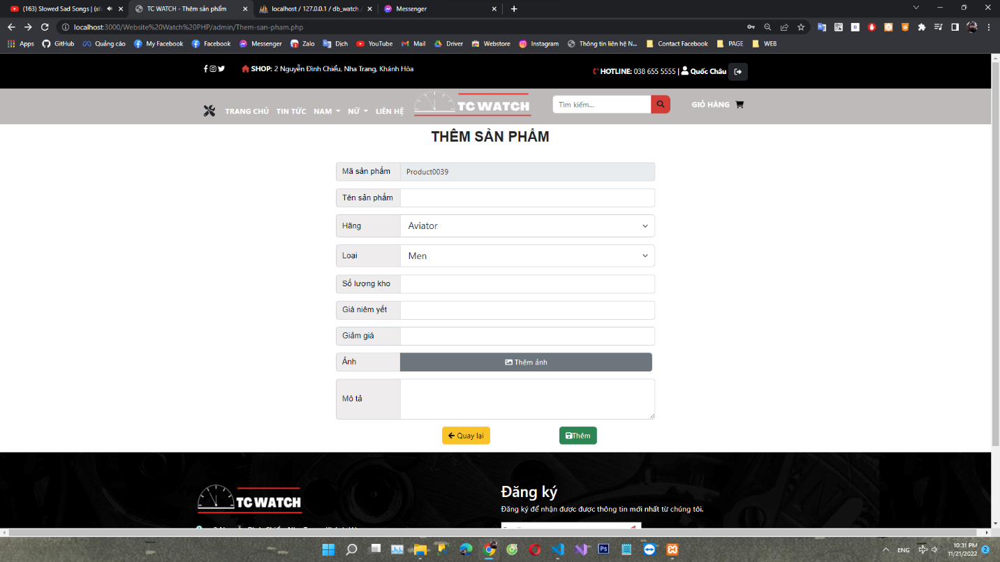 (163) Slowed Sad Songs | (sl
TC WATCH - Thêm sản phẩm
localhost / 127.0.0.1 / db_watch /
Messenger
localhost:3000/Website%20Watch%20PHP/admin/Them-san-pham.php
Apps
GitHub
Quảng cáo
My Facebook
Facebook
Messenger
Zalo
Dịch
YouTube
Mail
Driver
Webstore
Instagram
Thông tin liên hệ N...
Contact Facebook
PAGE
WEB
SHOP: 2 Nguyễn Đình Chiểu, Nha Trang, Khánh Hòa
HOTLINE: 038 655 5555 | Quốc Châu
TRANG CHỦ
TIN TỨC
NAM
NỮ
LIÊN HỆ
TC WATCH
Tìm kiếm...
GIỎ HÀNG
THÊM SẢN PHẨM
Mã sản phẩm
Product0039
Tên sản phẩm
Hãng
Aviator
Loại
Men
Số lượng kho
Giá niêm yết
Giảm giá
Ảnh
Thêm ảnh
Mô tả
Quay lại
Thêm
TC WATCH
Đăng ký
Đăng ký để nhận được được thông tin mới nhất từ chúng tôi.
ENG
10:31 PM
11/21/2022
2